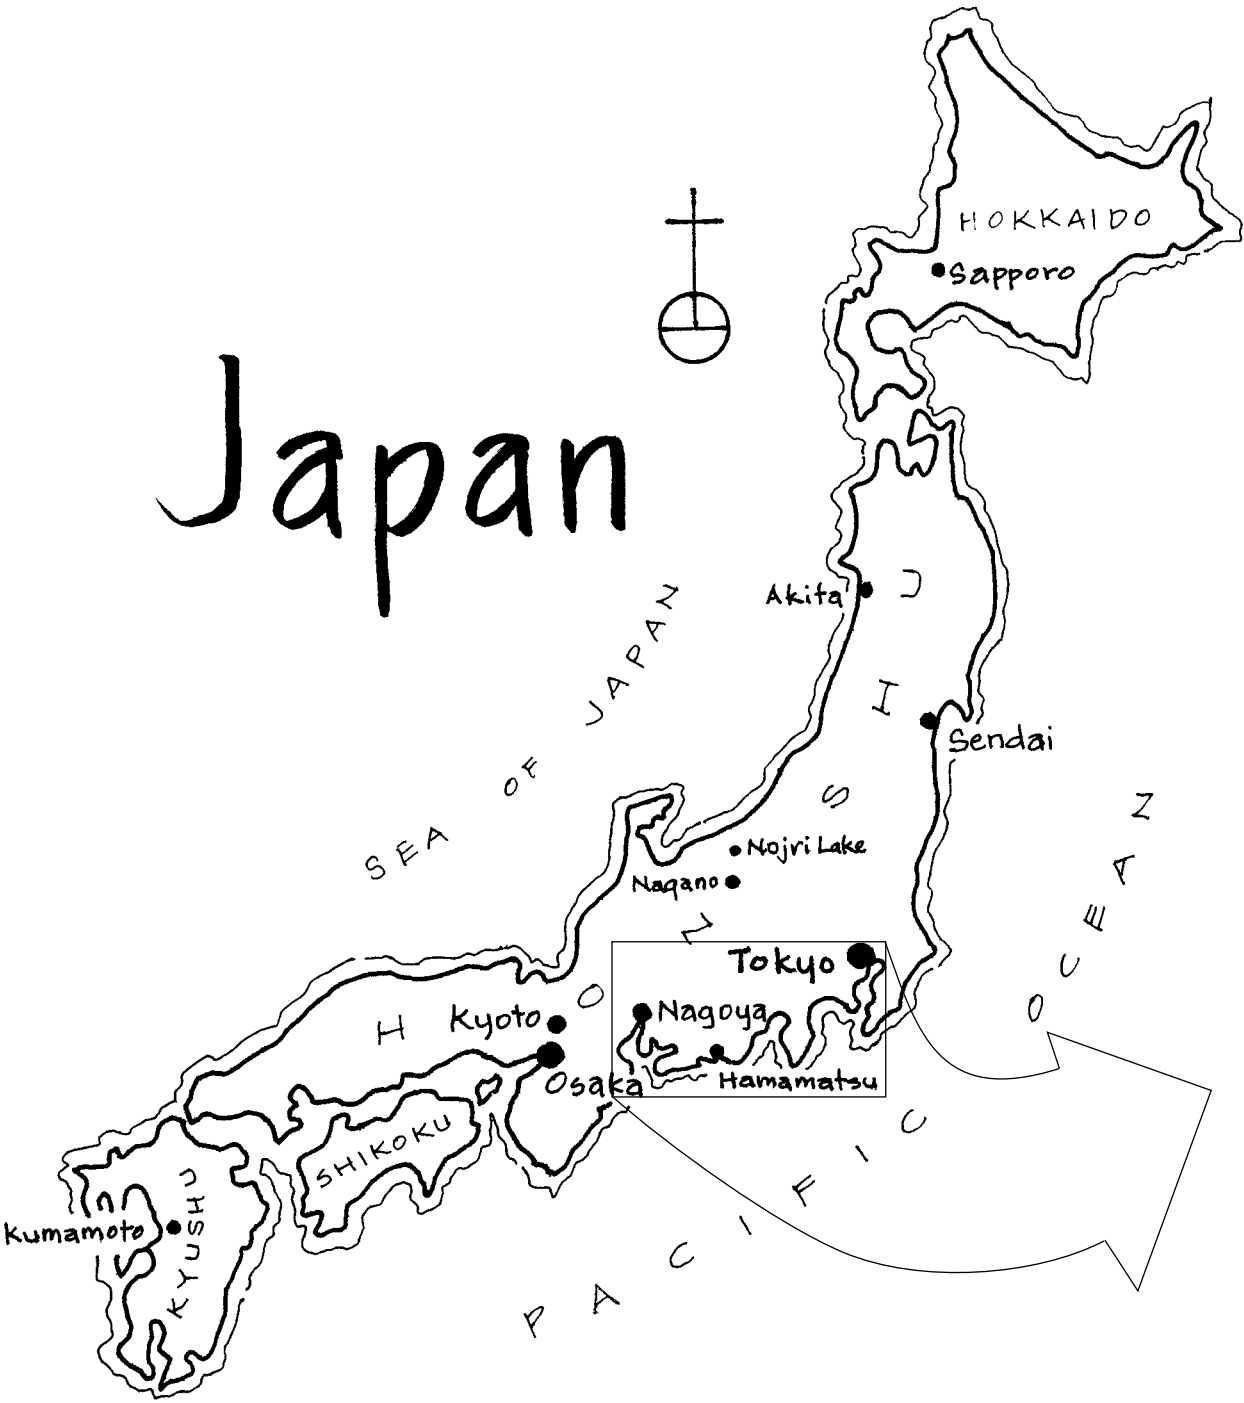 HOKKAIDO
Sapporo
Japan
Akita
Sendai
SEA OF JAPAN
Nojri Lake
Nagano
HONSHU
Tokyo
Kyoto
Nagoya
Osaka
Hamamatsu
SHIKOKU
KYUSHU
Kumamoto
PACIFIC OCEAN